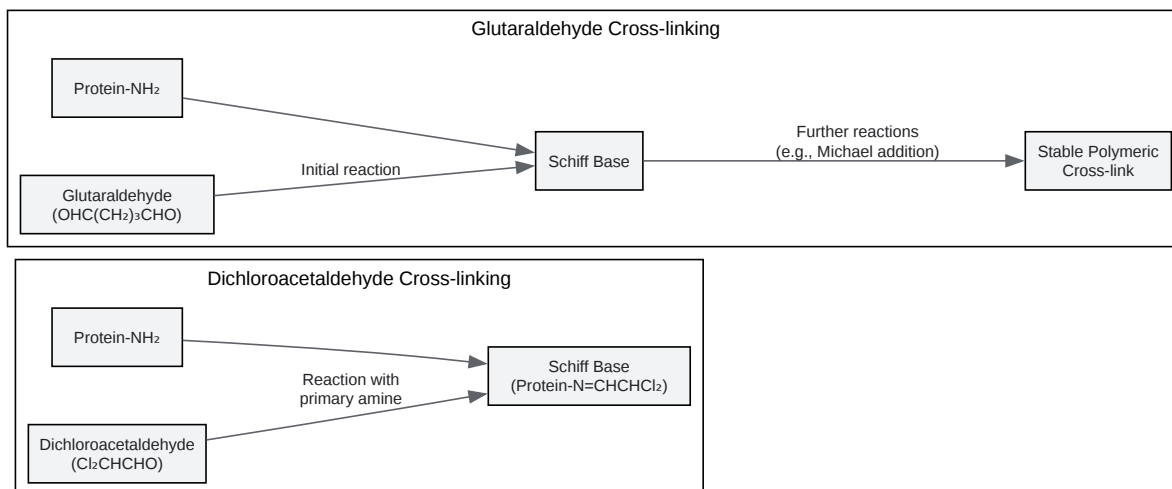 Glutaraldehyde Cross-linking
Protein-NH₂
Glutaraldehyde
(OHC(CH₂)₃CHO)
Initial reaction
Schiff Base
Further reactions
(e.g., Michael addition)
Stable Polymeric
Cross-link
Dichloroacetaldehyde Cross-linking
Protein-NH₂
Dichloroacetaldehyde
(Cl₂CHCHO)
Reaction with
primary amine
Schiff Base
(Protein-N=CHCHCl₂)